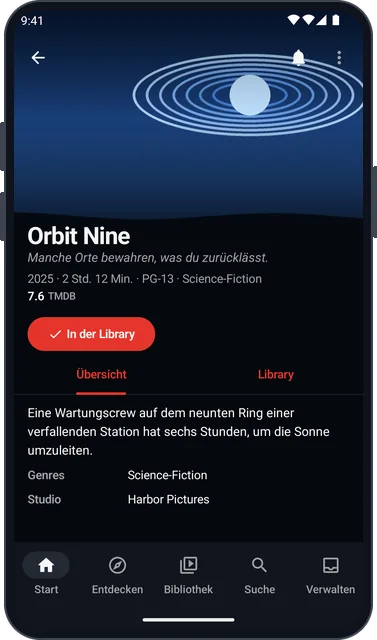 9:41
Orbit Nine
Manche Orte bewahren, was du zurücklässt.
2025 · 2 Std. 12 Min. · PG-13 · Science-Fiction
7.6 TMDB
In der Library
Übersicht Library
Eine Wartungscrew auf dem neunten Ring einer
verfallenden Station hat sechs Stunden, um die Sonne
umzuleiten.
Genres Science-Fiction
Studio Harbor Pictures
Start Entdecken Bibliothek Suche Verwalten